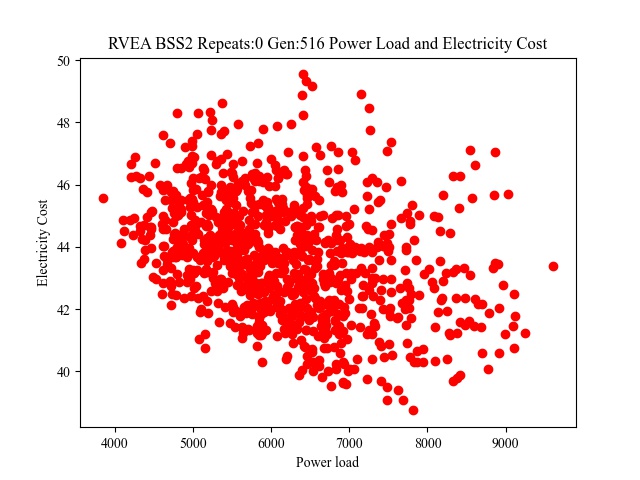 RVEA BSS2 Repeats:0 Gen:516 Power Load and Electricity Cost
50
48
46
44
42
40
Electricity Cost
4000 5000 6000 7000 8000 9000
Power load